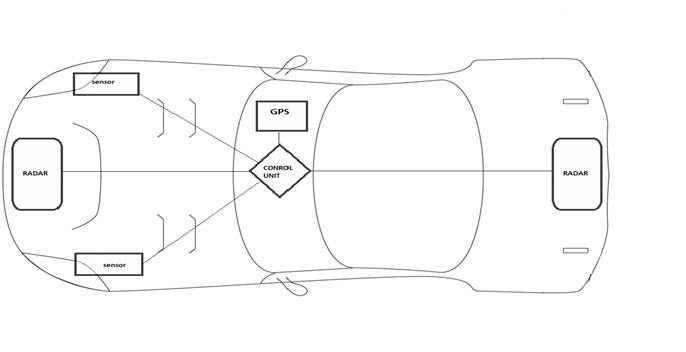 sensor
GPS
RADAR
CONROL
UNIT
RADAR
sensor